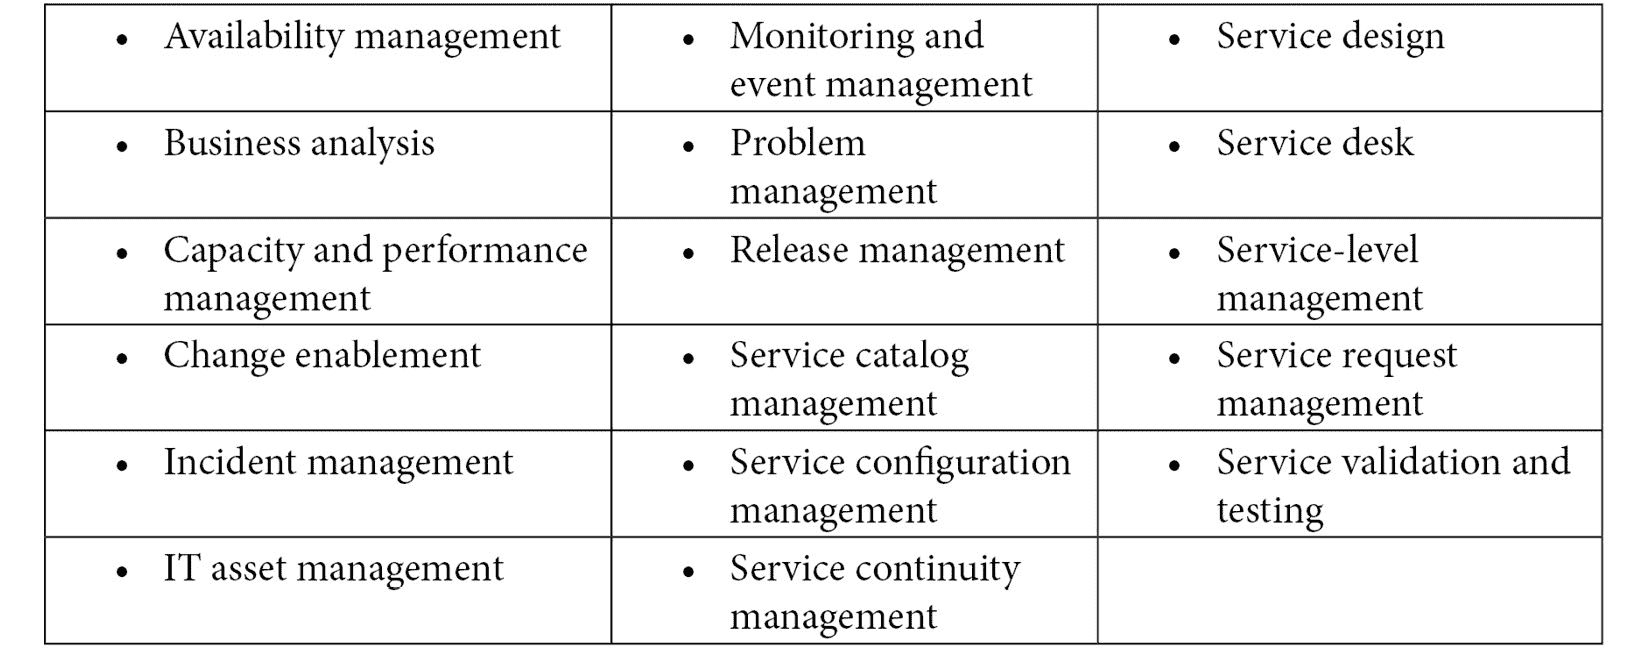 • Availability management
• Monitoring and
event management
• Service design
• Business analysis
• Problem
management
• Service desk
• Capacity and performance
management
• Release management
• Service-level
management
• Change enablement
• Service catalog
management
• Service request
management
• Incident management
• Service configuration
management
• Service validation and
testing
• IT asset management
• Service continuity
management